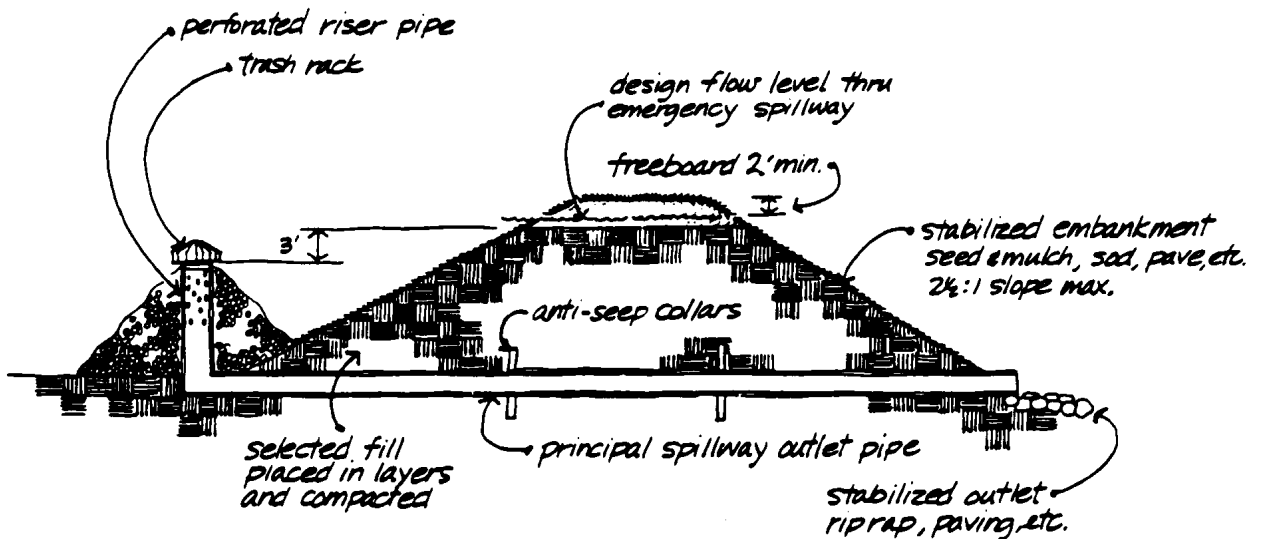 perforated riser pipe
trash rack
design flow level thru
emergency spillway
freeboard 2' min.
3'
stabilized embankment
seed & mulch, sod, pave, etc.
2½:1 slope max.
anti-seep collars
selected fill
placed in layers
and compacted
principal spillway outlet pipe
stabilized outlet
rip rap, paving, etc.